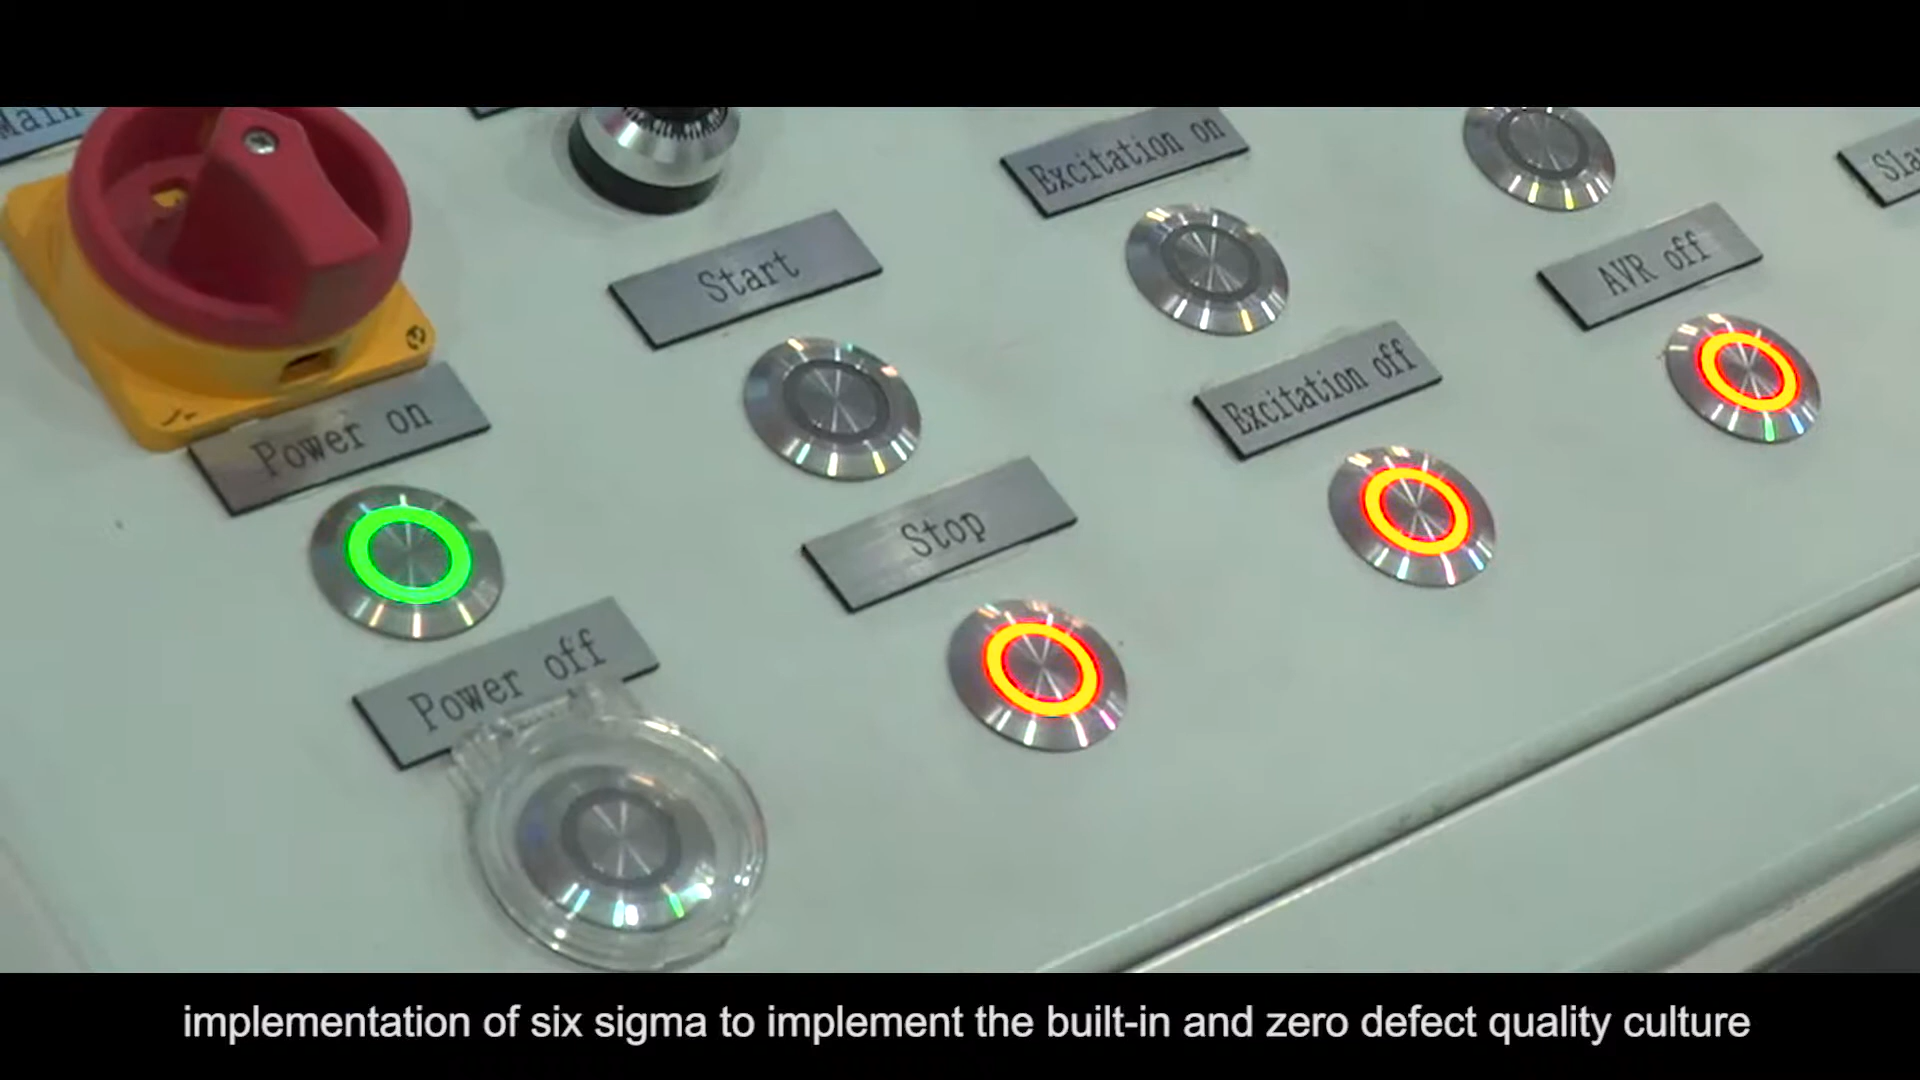 Main
Excitation on
Start
AVR off
Excitation off
Power on
Stop
Power off
implementation of six sigma to implement the built-in and zero defect quality culture